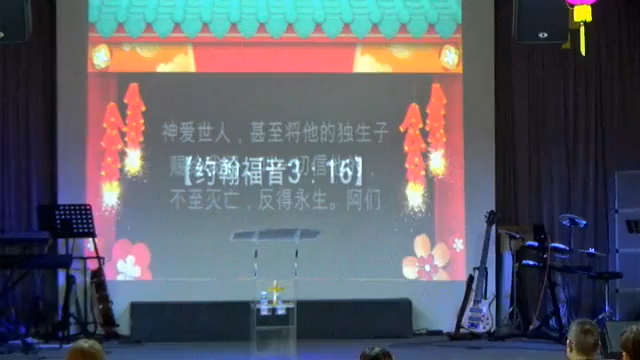 神爱世人，甚至将他的独生子
【约翰福音3：16】
不至灭亡，反得永生。阿们